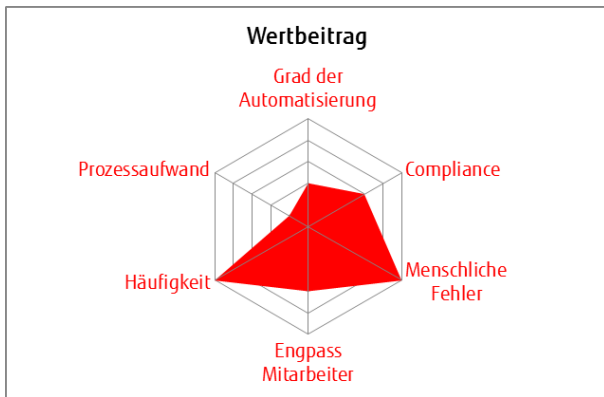 Wertbeitrag
Grad der
Automatisierung
Prozessaufwand
Compliance
Häufigkeit
Menschliche
Fehler
Engpass
Mitarbeiter